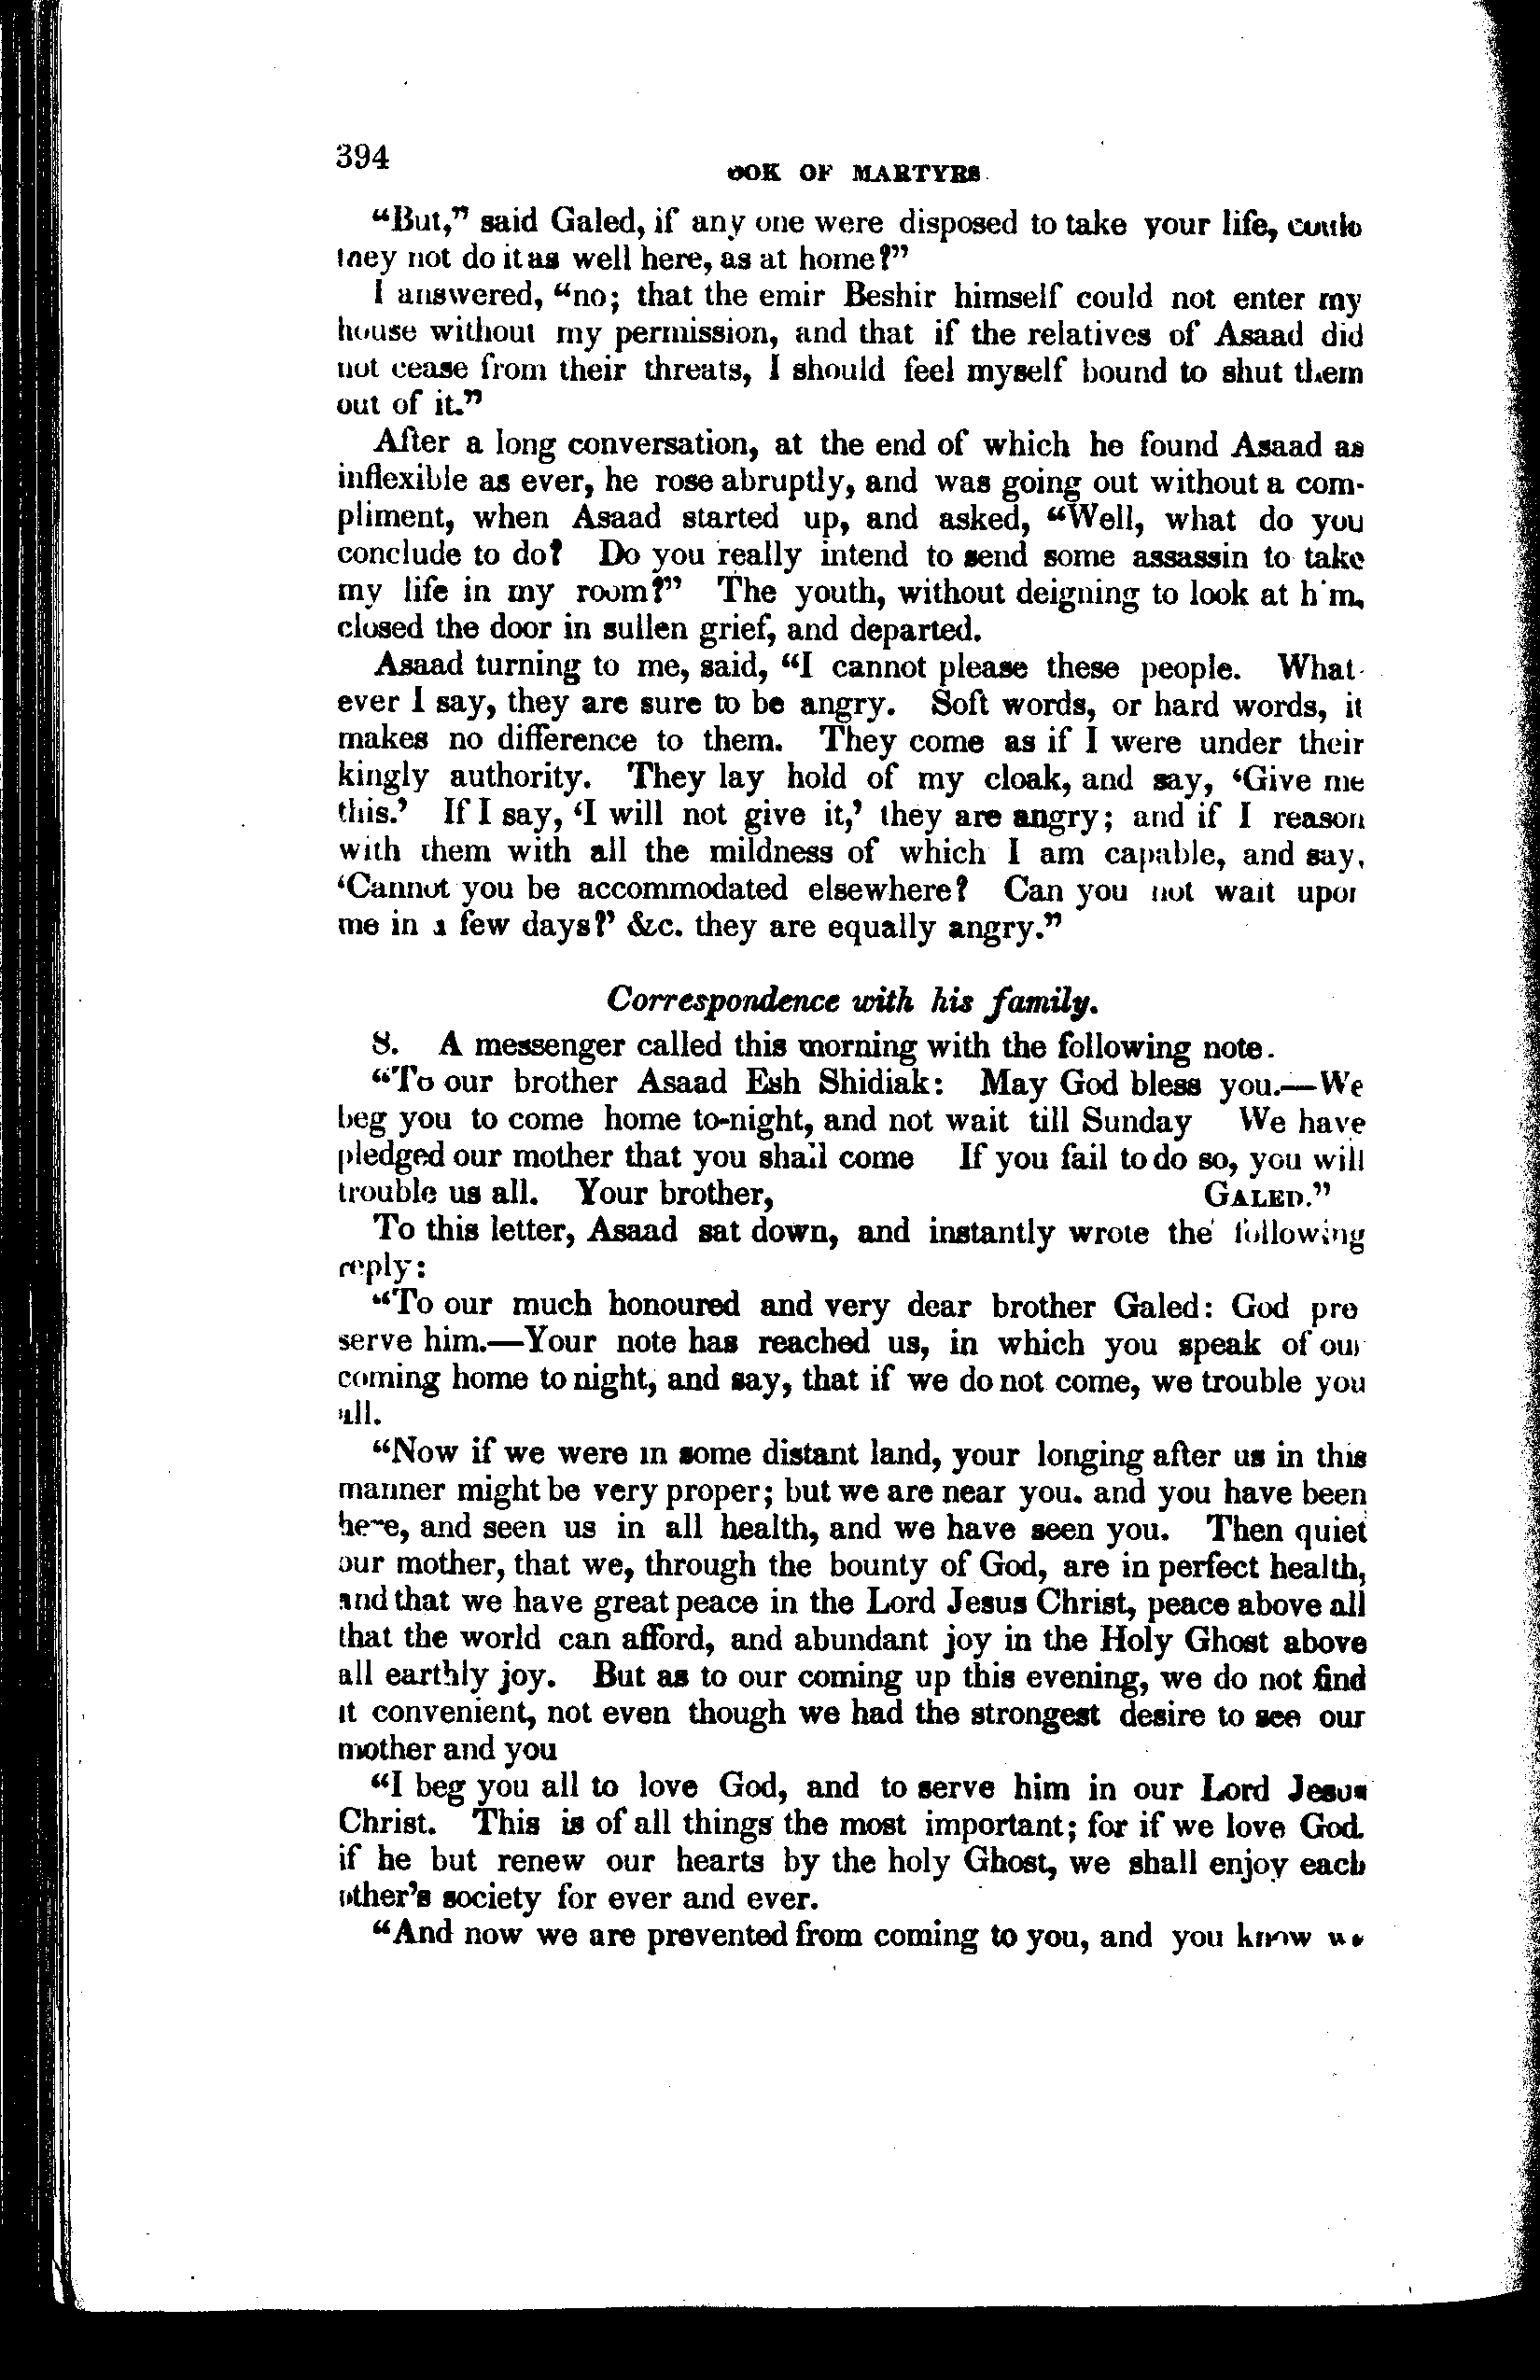 394
OOK OF MARTYRS
“But,” said Galed, if any one were disposed to take your life, could
they not do it as well here, as at home?”
I answered, “no; that the emir Beshir himself could not enter my
house without my permission, and that if the relatives of Asaad did
not cease from their threats, I should feel myself bound to shut them
out of it.”
After a long conversation, at the end of which he found Asaad as
inflexible as ever, he rose abruptly, and was going out without a com-
pliment, when Asaad started up, and asked, “Well, what do you
conclude to do? Do you really intend to send some assassin to take
my life in my room?” The youth, without deigning to look at him,
closed the door in sullen grief, and departed.
Asaad turning to me, said, “I cannot please these people. What-
ever I say, they are sure to be angry. Soft words, or hard words, it
makes no difference to them. They come as if I were under their
kingly authority. They lay hold of my cloak, and say, ‘Give me
this.’ If I say, ‘I will not give it,’ they are angry; and if I reason
with them with all the mildness of which I am capable, and say,
‘Cannot you be accommodated elsewhere? Can you not wait upon
me in a few days?’ &c. they are equally angry.”
Correspondence with his family.
8. A messenger called this morning with the following note.
“To our brother Asaad Esh Shidiak: May God bless you.—We
beg you to come home to-night, and not wait till Sunday We have
pledged our mother that you shall come If you fail to do so, you will
trouble us all. Your brother, GALED.”
To this letter, Asaad sat down, and instantly wrote the following
reply:
“To our much honoured and very dear brother Galed: God pre
serve him.—Your note has reached us, in which you speak of our
coming home to night, and say, that if we do not come, we trouble you
all.
“Now if we were in some distant land, your longing after us in this
manner might be very proper; but we are near you. and you have been
here, and seen us in all health, and we have seen you. Then quiet
our mother, that we, through the bounty of God, are in perfect health,
and that we have great peace in the Lord Jesus Christ, peace above all
that the world can afford, and abundant joy in the Holy Ghost above
all earthly joy. But as to our coming up this evening, we do not find
it convenient, not even though we had the strongest desire to see our
mother and you
“I beg you all to love God, and to serve him in our Lord Jesus
Christ. This is of all things the most important; for if we love God.
if he but renew our hearts by the holy Ghost, we shall enjoy each
other’s society for ever and ever.
“And now we are prevented from coming to you, and you know we